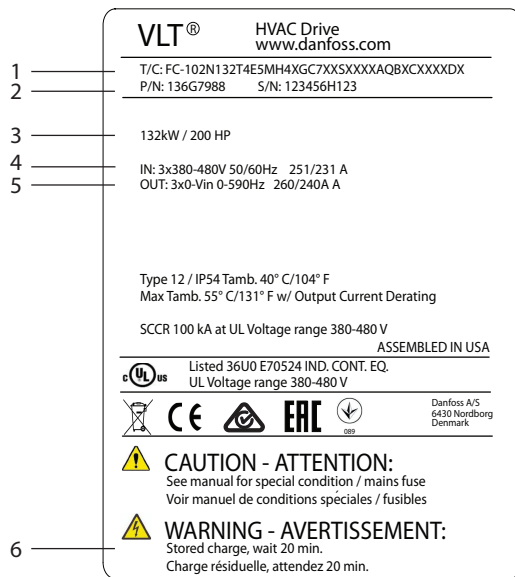 VLT® HVAC Drive
www.danfoss.com
1 T/C: FC-102N132T4E5MH4XGC7XXSXXXXAQBXCXXXXDX
2 P/N: 136G7988 S/N: 123456H123
3 132kW / 200 HP
4 IN: 3x380-480V 50/60Hz 251/231 A
5 OUT: 3x0-Vin 0-590Hz 260/240A A
Type 12 / IP54 Tamb. 40° C/104° F
Max Tamb. 55° C/131° F w/ Output Current Derating
SCCR 100 kA at UL Voltage range 380-480 V
ASSEMBLED IN USA
c UL us Listed 36U0 E70524 IND. CONT. EQ.
UL Voltage range 380-480 V
CE EAC 089
Danfoss A/S
6430 Nordborg
Denmark
CAUTION - ATTENTION:
See manual for special condition / mains fuse
Voir manuel de conditions spéciales / fusibles
WARNING - AVERTISSEMENT:
6 Stored charge, wait 20 min.
Charge résiduelle, attendez 20 min.